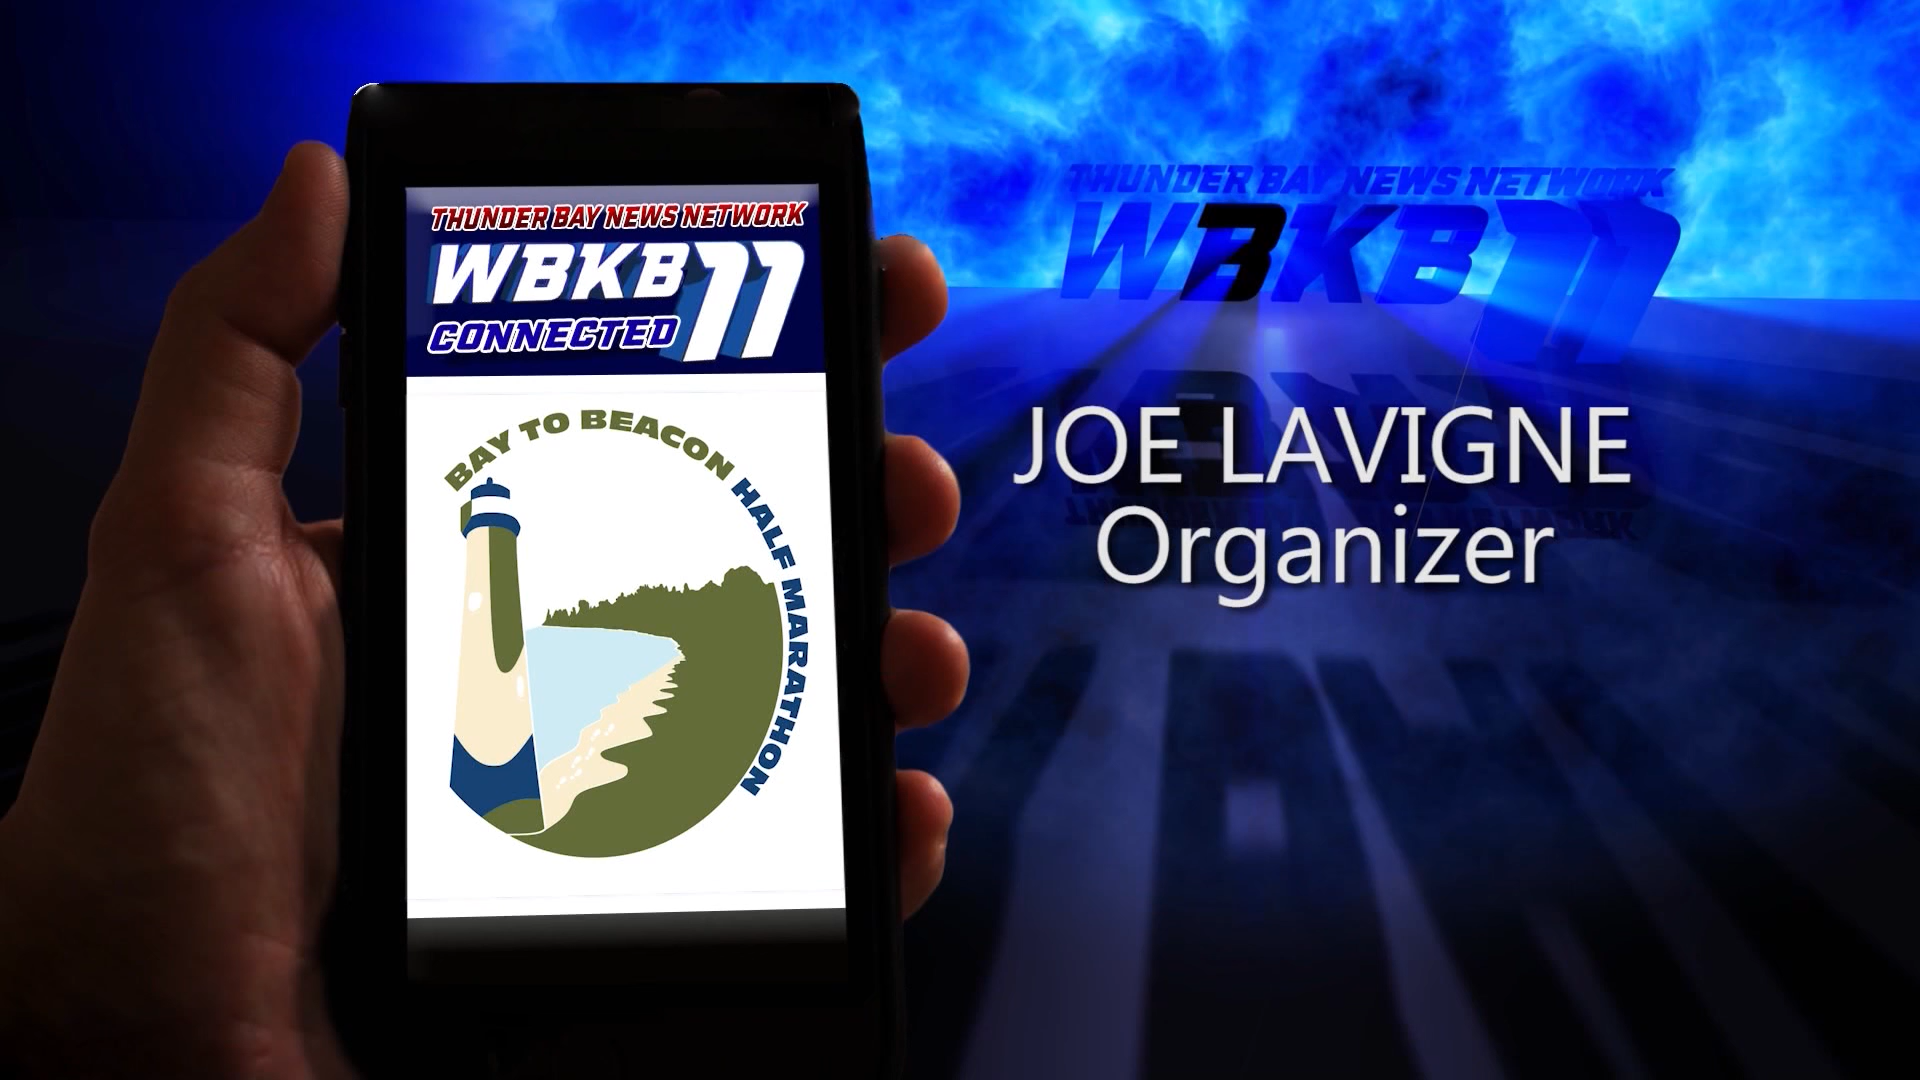 THUNDER BAY NEWS NETWORK
WBKB 11
CONNECTED
BAY TO BEACON HALF MARATHON
THUNDER BAY NEWS NETWORK
WBKB 11
JOE LAVIGNE
Organizer